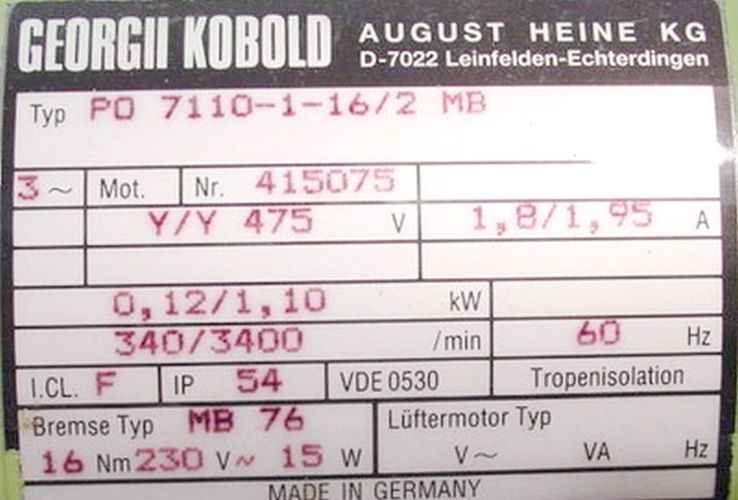 GEORGII KOBOLD AUGUST HEINE KG
D-7022 Leinfelden-Echterdingen
Typ PO 7110-1-16/2 MB
3~ Mot. Nr. 415075
Y/Y 475 V 1,8/1,95 A
0,12/1,10 kW
340/3400 /min 60 Hz
I.CL. F IP 54 VDE 0530 Tropenisolation
Bremse Typ MB 76 Lüftermotor Typ
16 Nm 230 V~ 15 W V~ VA Hz
MADE IN GERMANY